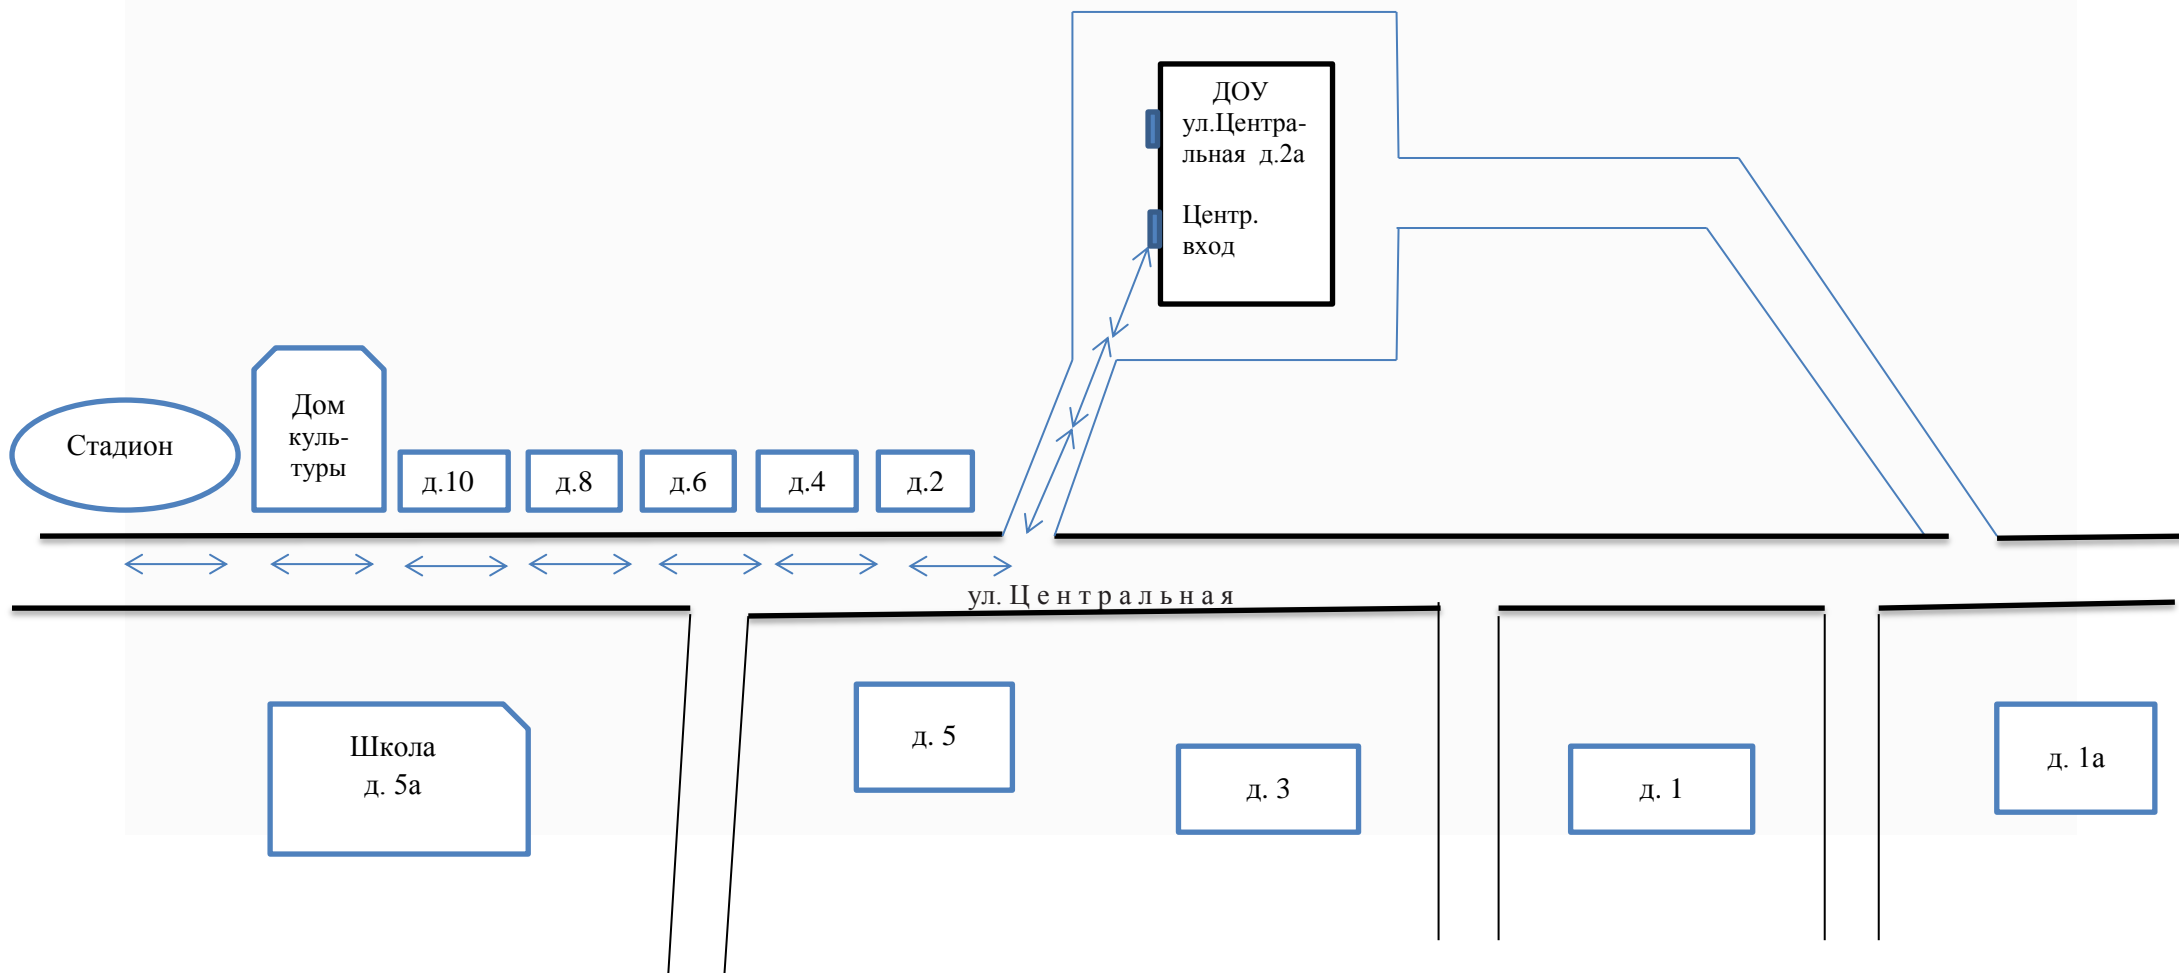 ДОУ
ул.Центра-
льная д.2а
Центр.
вход
Стадион
Дом
куль-
туры
д.10
д.8
д.6
д.4
д.2
ул. Ц е н т р а л ь н а я
Школа
д. 5а
д. 5
д. 3
д. 1
д. 1а